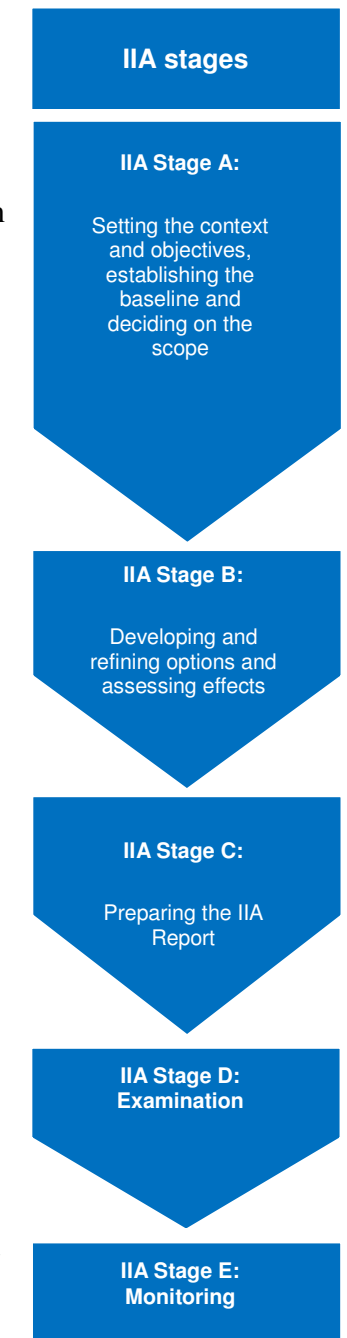 IIA stages
IIA Stage A:
Setting the context
and objectives,
establishing the
baseline and
deciding on the
scope
IIA Stage B:
Developing and
refining options and
assessing effects
IIA Stage C:
Preparing the IIA
Report
IIA Stage D:
Examination
IIA Stage E:
Monitoring